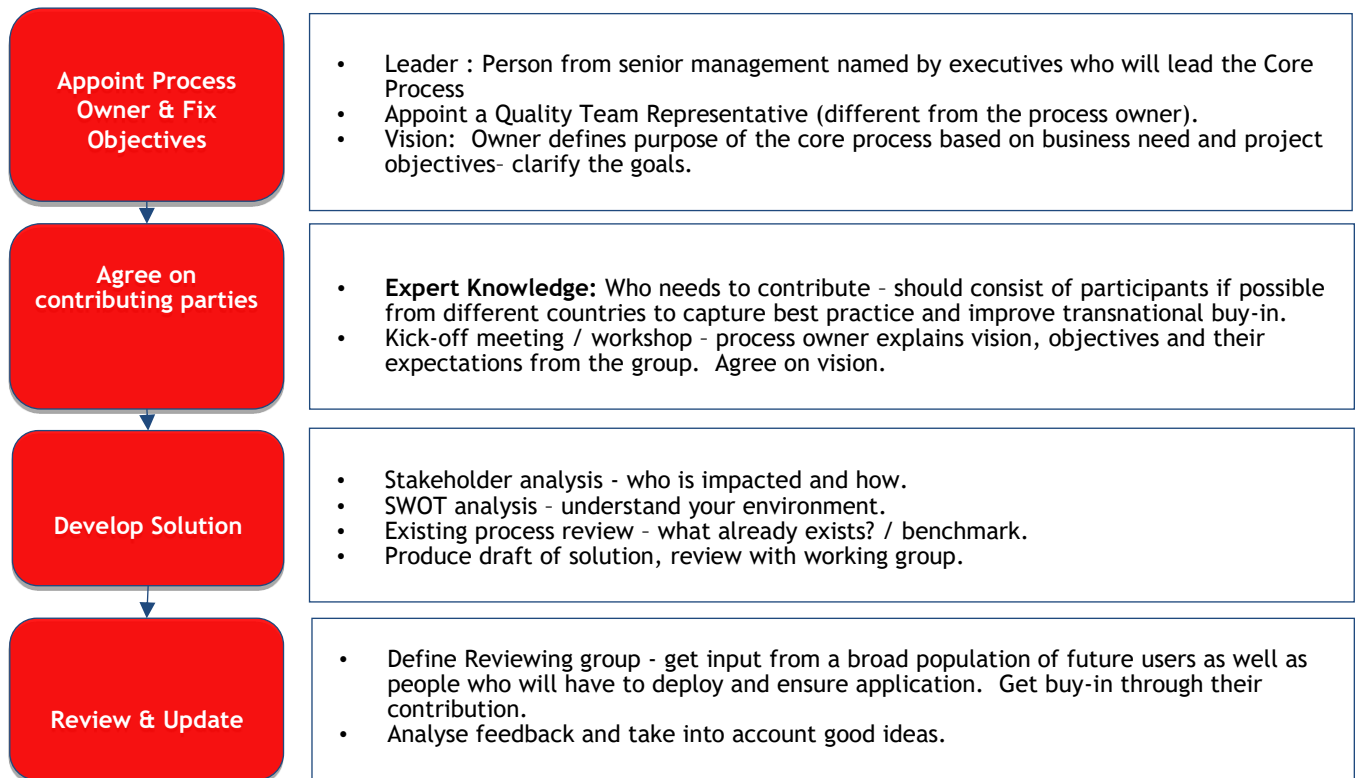 Appoint Process
Owner & Fix
Objectives
• Leader : Person from senior management named by executives who will lead the Core
Process
• Appoint a Quality Team Representative (different from the process owner).
• Vision: Owner defines purpose of the core process based on business need and project
objectives– clarify the goals.
Agree on
contributing parties
• Expert Knowledge: Who needs to contribute – should consist of participants if possible
from different countries to capture best practice and improve transnational buy-in.
• Kick-off meeting / workshop – process owner explains vision, objectives and their
expectations from the group. Agree on vision.
Develop Solution
• Stakeholder analysis - who is impacted and how.
• SWOT analysis – understand your environment.
• Existing process review – what already exists? / benchmark.
• Produce draft of solution, review with working group.
Review & Update
• Define Reviewing group - get input from a broad population of future users as well as
people who will have to deploy and ensure application. Get buy-in through their
contribution.
• Analyse feedback and take into account good ideas.